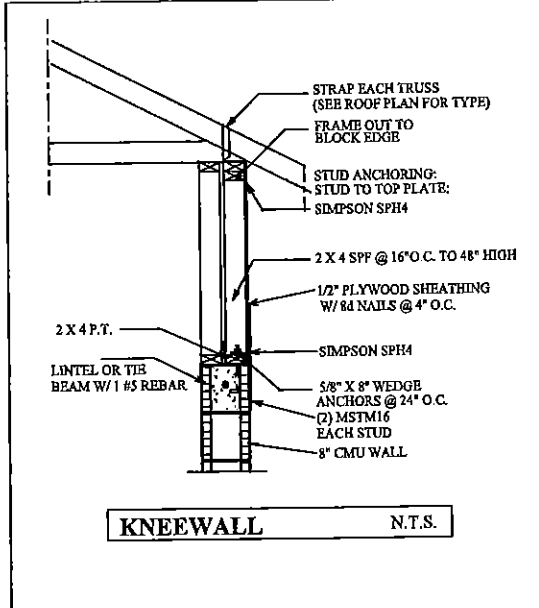 STRAP EACH TRUSS
(SEE ROOF PLAN FOR TYPE)
FRAME OUT TO
BLOCK EDGE
STUD ANCHORING:
STUD TO TOP PLATE;
SIMPSON SPH4
2 X 4 SPF @ 16"O.C. TO 48" HIGH
1/2" PLYWOOD SHEATHING
W/ 8d NAILS @ 4" O.C.
2 X 4 P.T.
SIMPSON SPH4
LINTEL OR TIE
BEAM W/ 1 #5 REBAR
5/8" X 8" WEDGE
ANCHORS @ 24" O.C.
(2) MSTM16
EACH STUD
8" CMU WALL
KNEEWALL N.T.S.